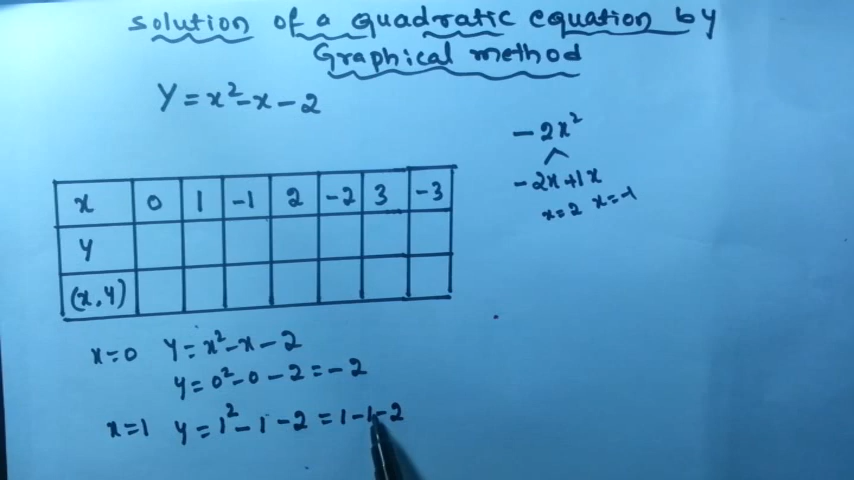 Solution of a quadratic equation by
Graphical method
Y = x² - x - 2
- 2x²
- 2x + 1x
x = 2 x = -1
x 0 1 -1 2 -2 3 -3
y
(x, y)
x = 0 y = x² - x - 2
y = 0² - 0 - 2 = - 2
x = 1 y = 1² - 1 - 2 = 1 - 1 - 2